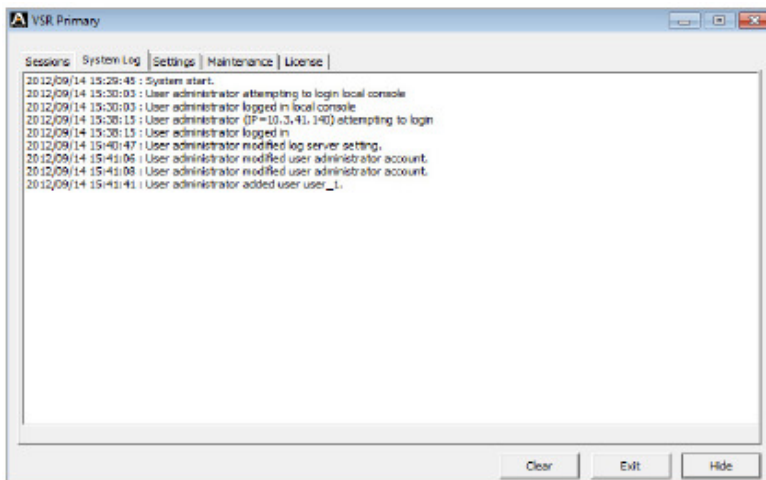 VSR Primary
Sessions System Log Settings Maintenance License
2012/09/14 15:29:45 : System start.
2012/09/14 15:30:03 : User administrator attempting to login local console
2012/09/14 15:30:03 : User administrator logged in local console
2012/09/14 15:38:15 : User administrator (IP=10.3.41.140) attempting to login
2012/09/14 15:38:15 : User administrator logged in
2012/09/14 15:40:47 : User administrator modified log server setting.
2012/09/14 15:41:06 : User administrator modified user administrator account.
2012/09/14 15:41:08 : User administrator modified user administrator account.
2012/09/14 15:41:41 : User administrator added user user_1.
Clear Exit Hide